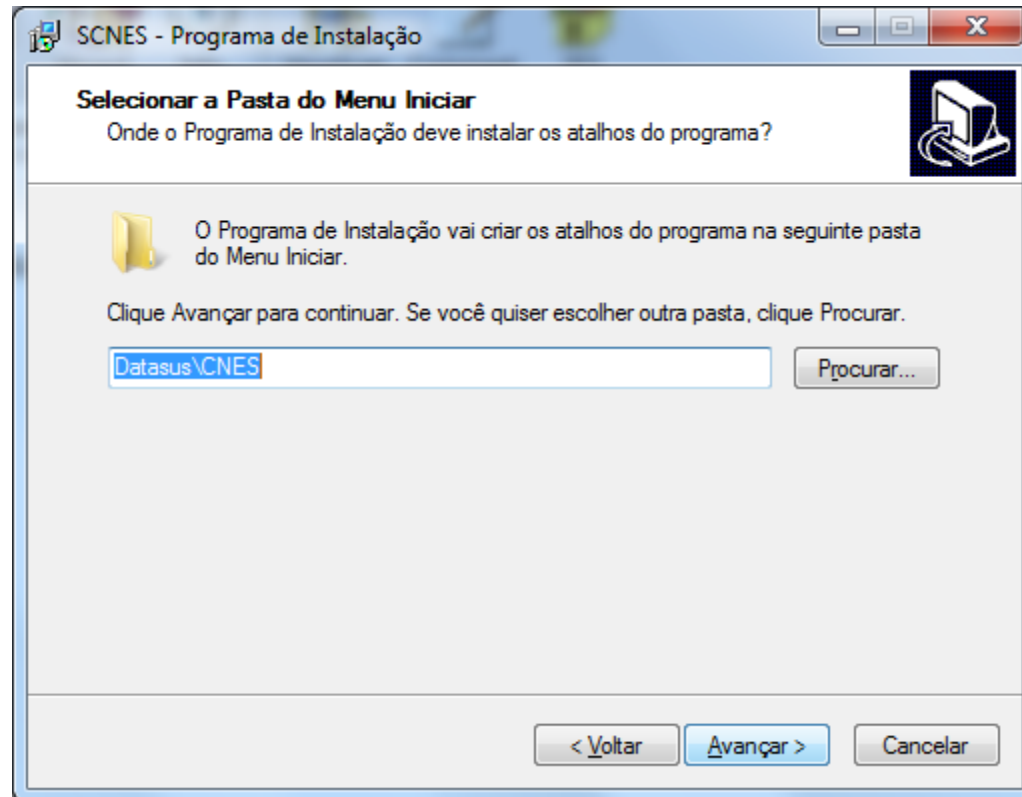 SCNES - Programa de Instalação
Selecionar a Pasta do Menu Iniciar
Onde o Programa de Instalação deve instalar os atalhos do programa?
O Programa de Instalação vai criar os atalhos do programa na seguinte pasta
do Menu Iniciar.
Clique Avançar para continuar. Se você quiser escolher outra pasta, clique Procurar.
Datasus\CNES
Procurar...
< Voltar
Avançar >
Cancelar